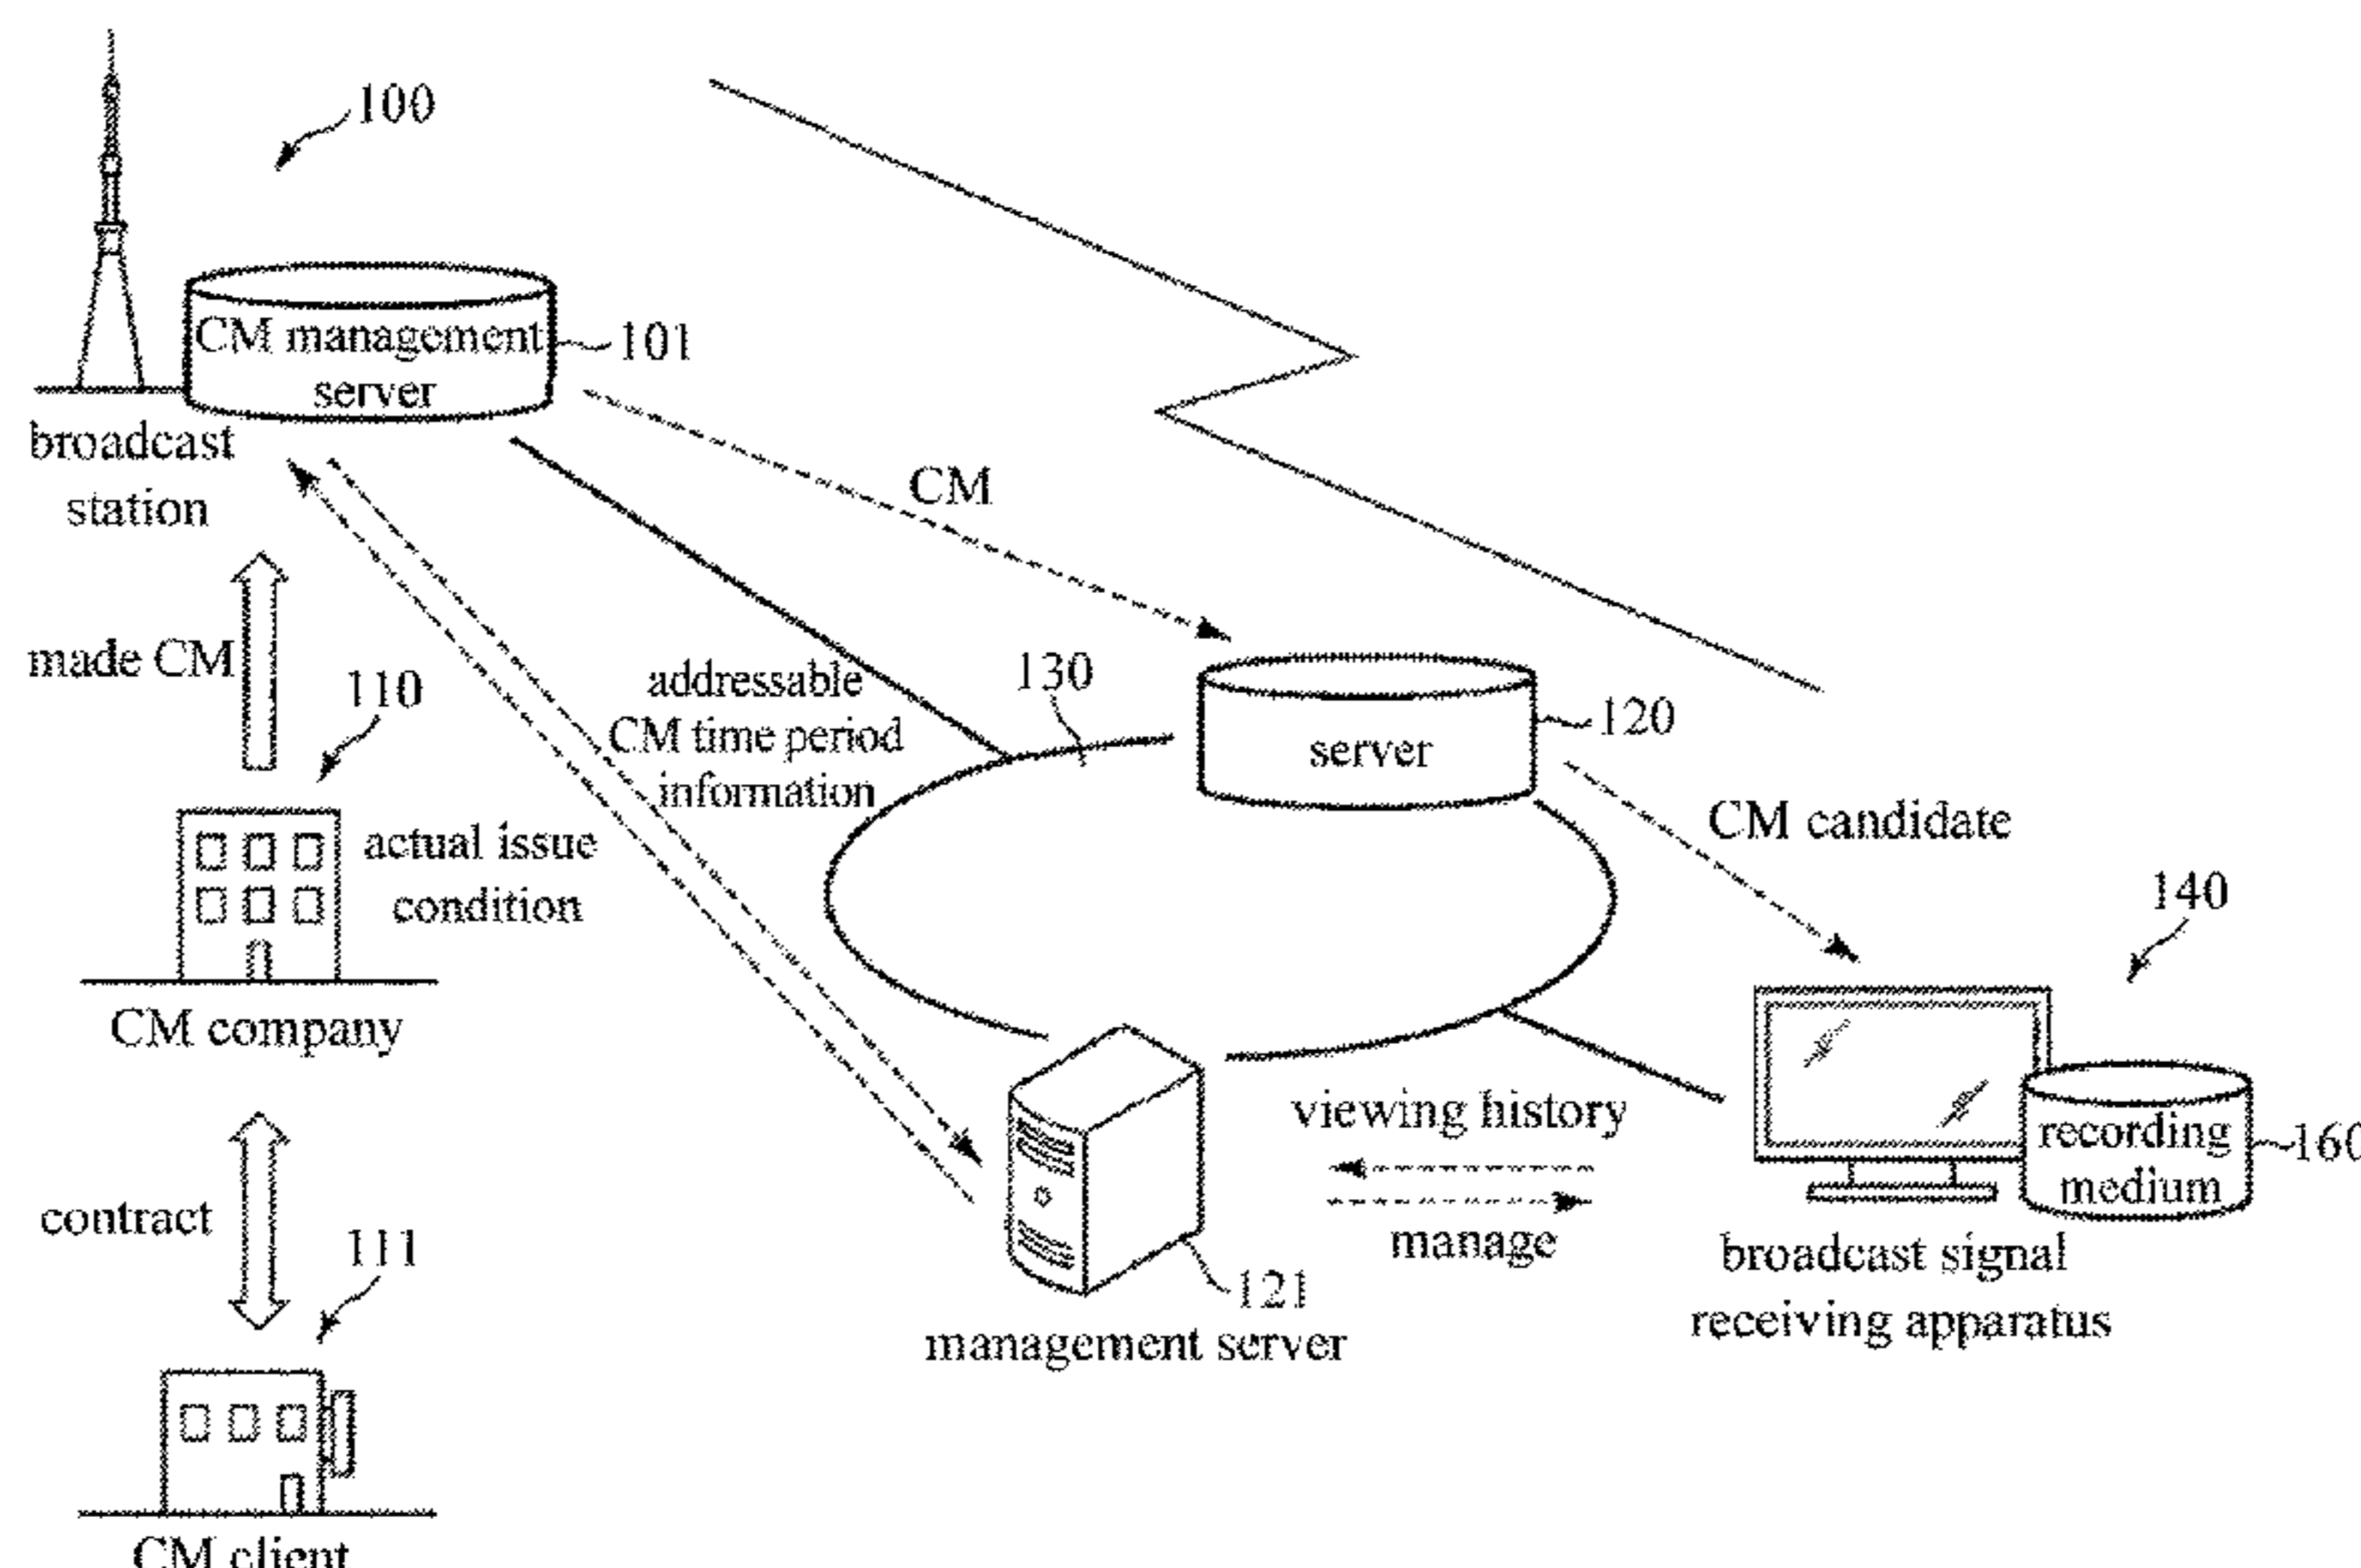 100
CM management
server
101
broadcast
station
CM
made CM
110
addressable
CM time period
information
130
server
120
CM candidate
actual issue
condition
140
CM company
viewing history
recording
medium
160
contract
111
manage
121
management server
broadcast signal
receiving apparatus
CM client